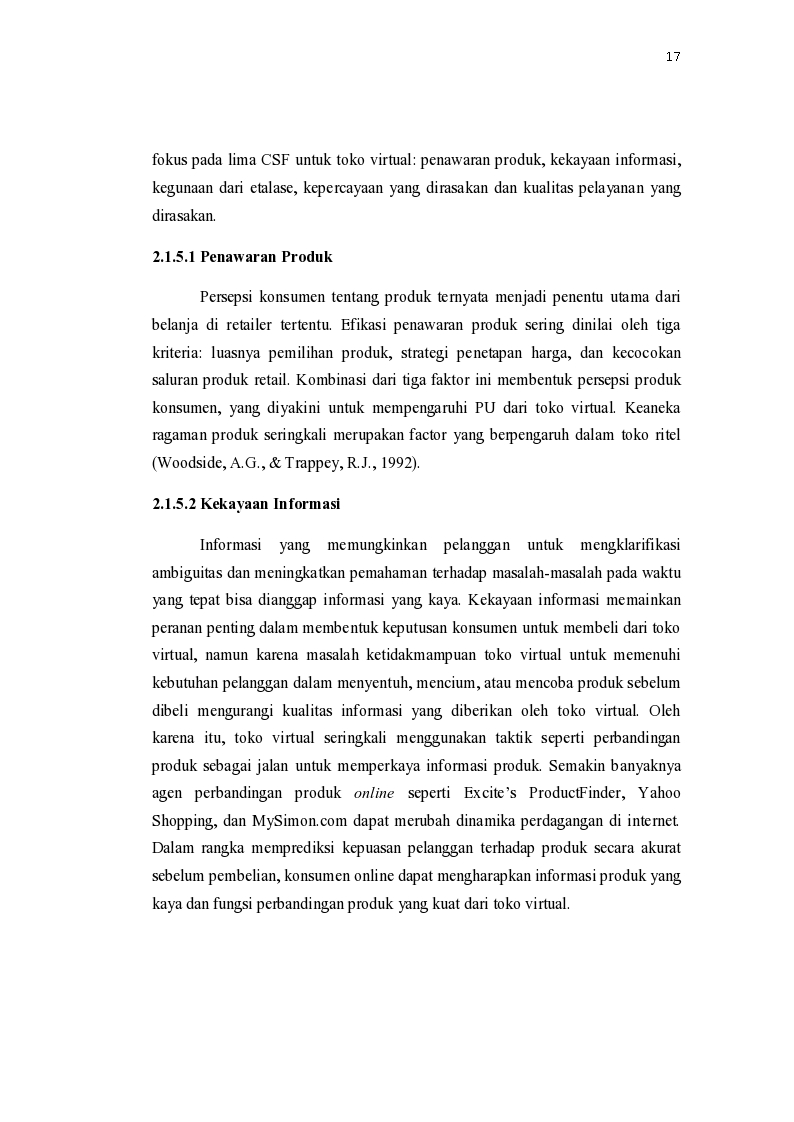 17
fokus pada lima CSF untuk toko virtual: penawaran produk, kekayaan informasi,
kegunaan dari etalase, kepercayaan yang dirasakan dan kualitas pelayanan yang
dirasakan.
2.1.5.1 Penawaran Produk
Persepsi konsumen tentang produk ternyata menjadi penentu utama dari
belanja di retailer tertentu. Efikasi penawaran produk sering dinilai oleh tiga
kriteria: luasnya pemilihan produk, strategi penetapan harga, dan kecocokan
saluran produk retail. Kombinasi dari tiga faktor ini membentuk persepsi produk
konsumen, yang diyakini untuk mempengaruhi PU dari toko virtual. Keaneka
ragaman produk seringkali merupakan factor yang berpengaruh dalam toko ritel
(Woodside, A.G., & Trappey, R.J., 1992).
2.1.5.2 Kekayaan Informasi
Informasi yang memungkinkan pelanggan untuk mengklarifikasi
ambiguitas dan meningkatkan pemahaman terhadap masalah-masalah pada waktu
yang tepat bisa dianggap informasi yang kaya. Kekayaan informasi memainkan
peranan penting dalam membentuk keputusan konsumen untuk membeli dari toko
virtual, namun karena masalah ketidakmampuan toko virtual untuk memenuhi
kebutuhan pelanggan dalam menyentuh, mencium, atau mencoba produk sebelum
dibeli mengurangi kualitas informasi yang diberikan oleh toko virtual. Oleh
karena itu, toko virtual seringkali menggunakan taktik seperti perbandingan
produk sebagai jalan untuk memperkaya informasi produk. Semakin banyaknya
agen perbandingan produk online seperti Excite’s ProductFinder, Yahoo
Shopping, dan MySimon.com dapat merubah dinamika perdagangan di internet.
Dalam rangka memprediksi kepuasan pelanggan terhadap produk secara akurat
sebelum pembelian, konsumen online dapat mengharapkan informasi produk yang
kaya dan fungsi perbandingan produk yang kuat dari toko virtual.